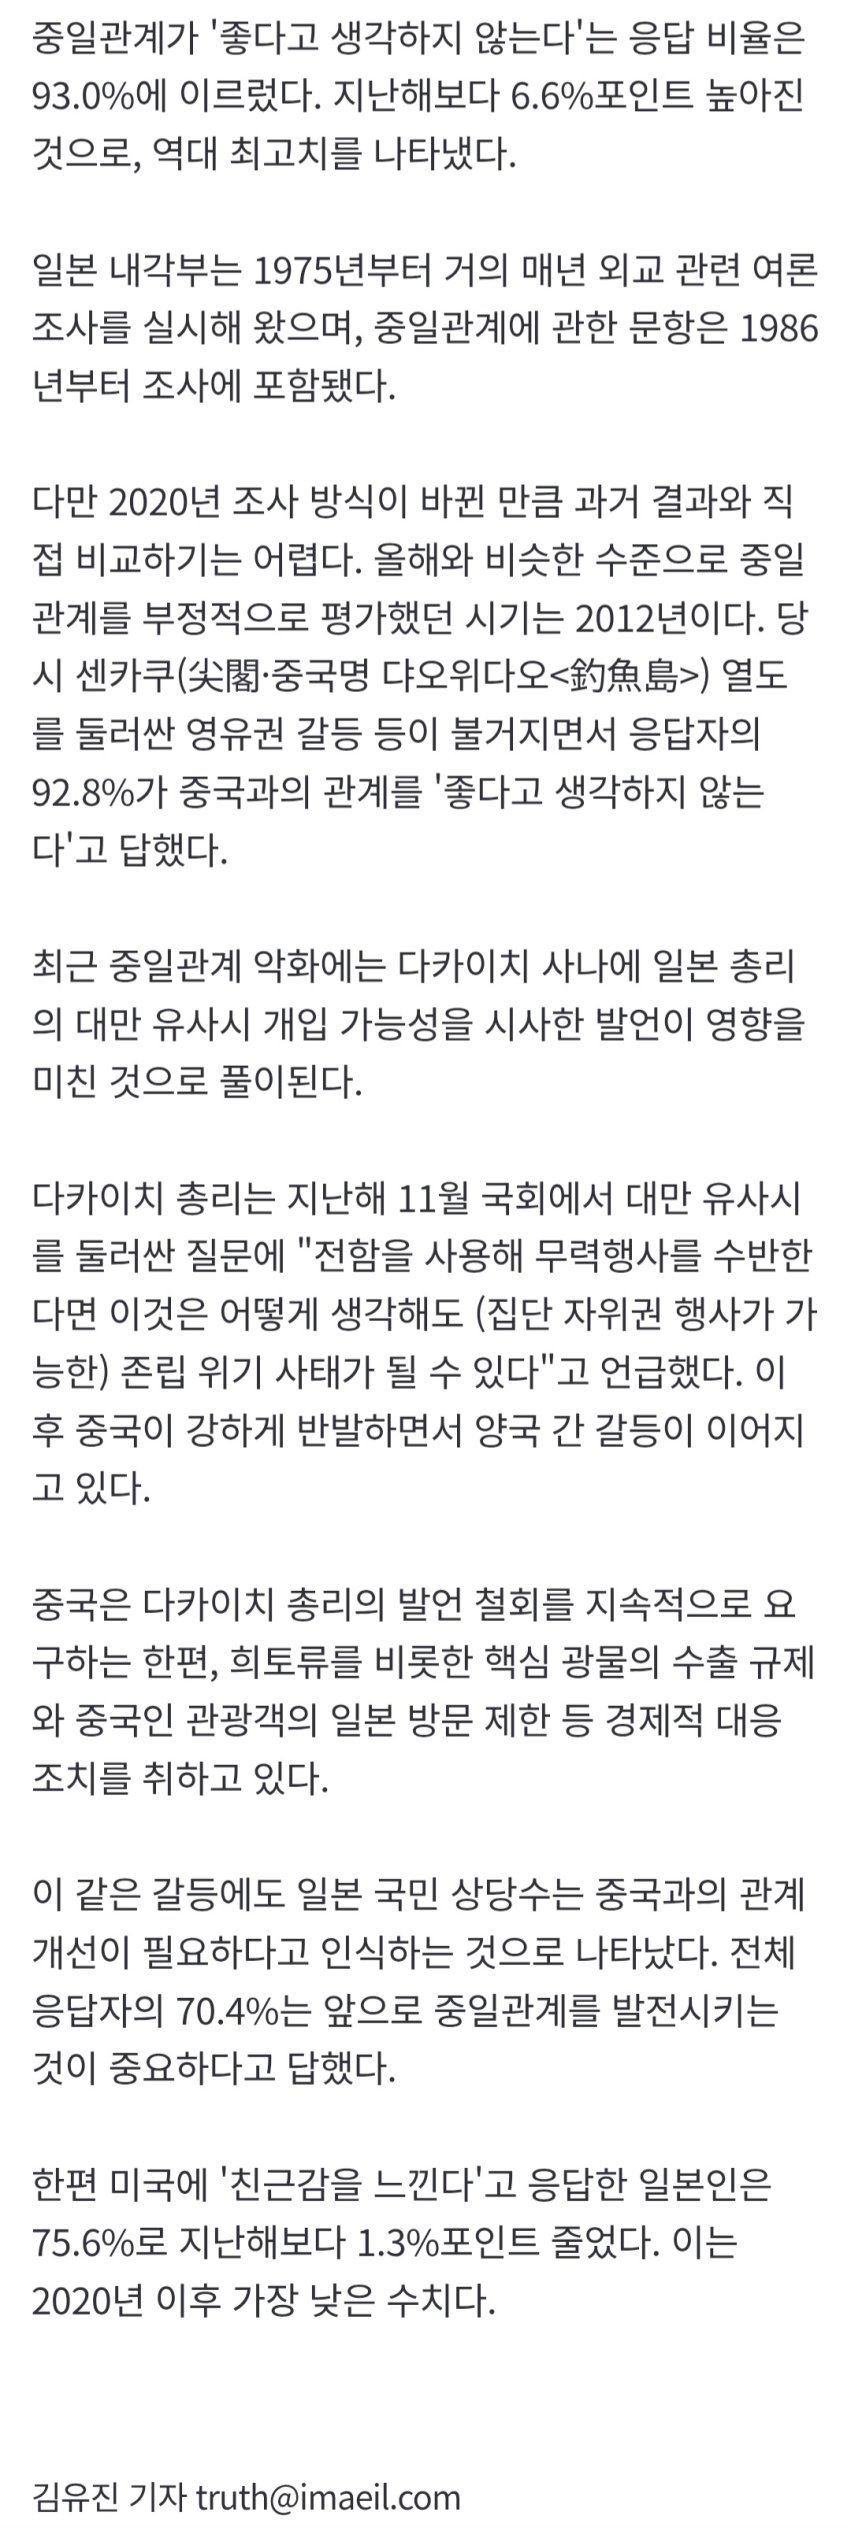 중일관계가 '좋다고 생각하지 않는다'는 응답 비율은
93.0%에 이르렀다. 지난해보다 6.6%포인트 높아진
것으로, 역대 최고치를 나타냈다.
일본 내각부는 1975년부터 거의 매년 외교 관련 여론
조사를 실시해 왔으며, 중일관계에 관한 문항은 1986
년부터 조사에 포함됐다.
다만 2020년 조사 방식이 바뀐 만큼 과거 결과와 직
접 비교하기는 어렵다. 올해와 비슷한 수준으로 중일
관계를 부정적으로 평가했던 시기는 2012년이다. 당
시 센카쿠(尖閣·중국명 댜오위다오<釣魚島>) 열도
를 둘러싼 영유권 갈등 등이 불거지면서 응답자의
92.8%가 중국과의 관계를 '좋다고 생각하지 않는
다'고 답했다.
최근 중일관계 악화에는 다카이치 사나에 일본 총리
의 대만 유사시 개입 가능성을 시사한 발언이 영향을
미친 것으로 풀이된다.
다카이치 총리는 지난해 11월 국회에서 대만 유사시
를 둘러싼 질문에 "전함을 사용해 무력행사를 수반한
다면 이것은 어떻게 생각해도 (집단 자위권 행사가 가
능한) 존립 위기 사태가 될 수 있다"고 언급했다. 이
후 중국이 강하게 반발하면서 양국 간 갈등이 이어지
고 있다.
중국은 다카이치 총리의 발언 철회를 지속적으로 요
구하는 한편, 희토류를 비롯한 핵심 광물의 수출 규제
와 중국인 관광객의 일본 방문 제한 등 경제적 대응
조치를 취하고 있다.
이 같은 갈등에도 일본 국민 상당수는 중국과의 관계
개선이 필요하다고 인식하는 것으로 나타났다. 전체
응답자의 70.4%는 앞으로 중일관계를 발전시키는
것이 중요하다고 답했다.
한편 미국에 '친근감을 느낀다'고 응답한 일본인은
75.6%로 지난해보다 1.3%포인트 줄었다. 이는
2020년 이후 가장 낮은 수치다.
김유진 기자 truth@imaeil.com